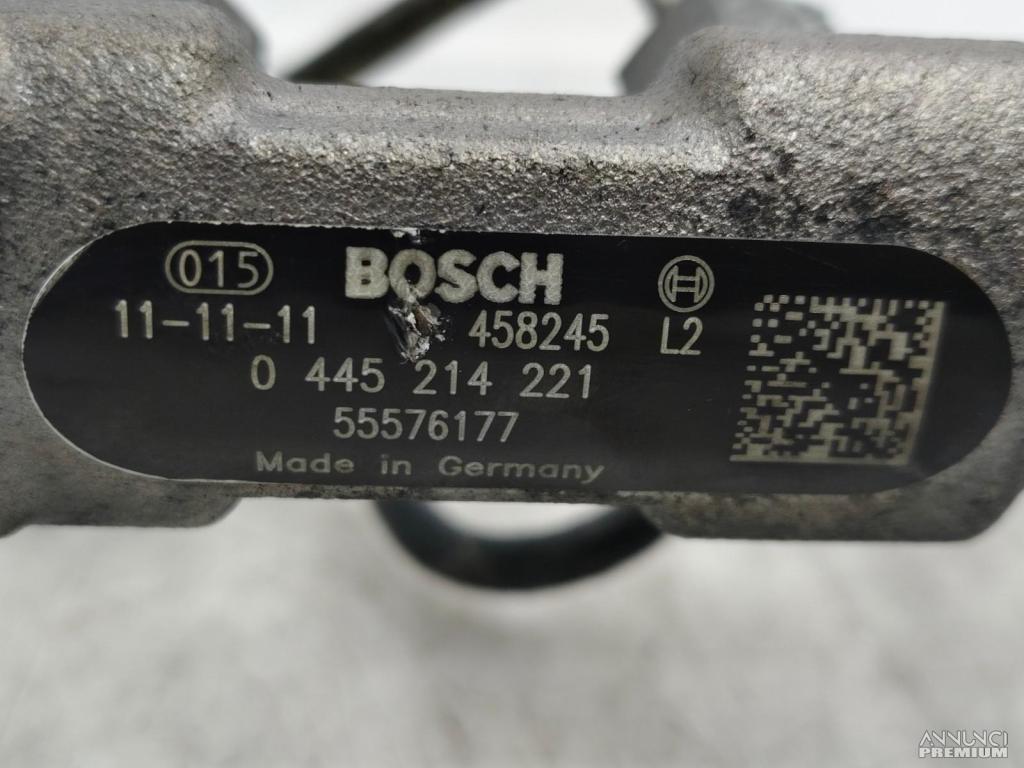 015 BOSCH
11-11-11 458245 L2
0 445 214 221
55576177
Made in Germany
ANNUNCI
PREMIUM